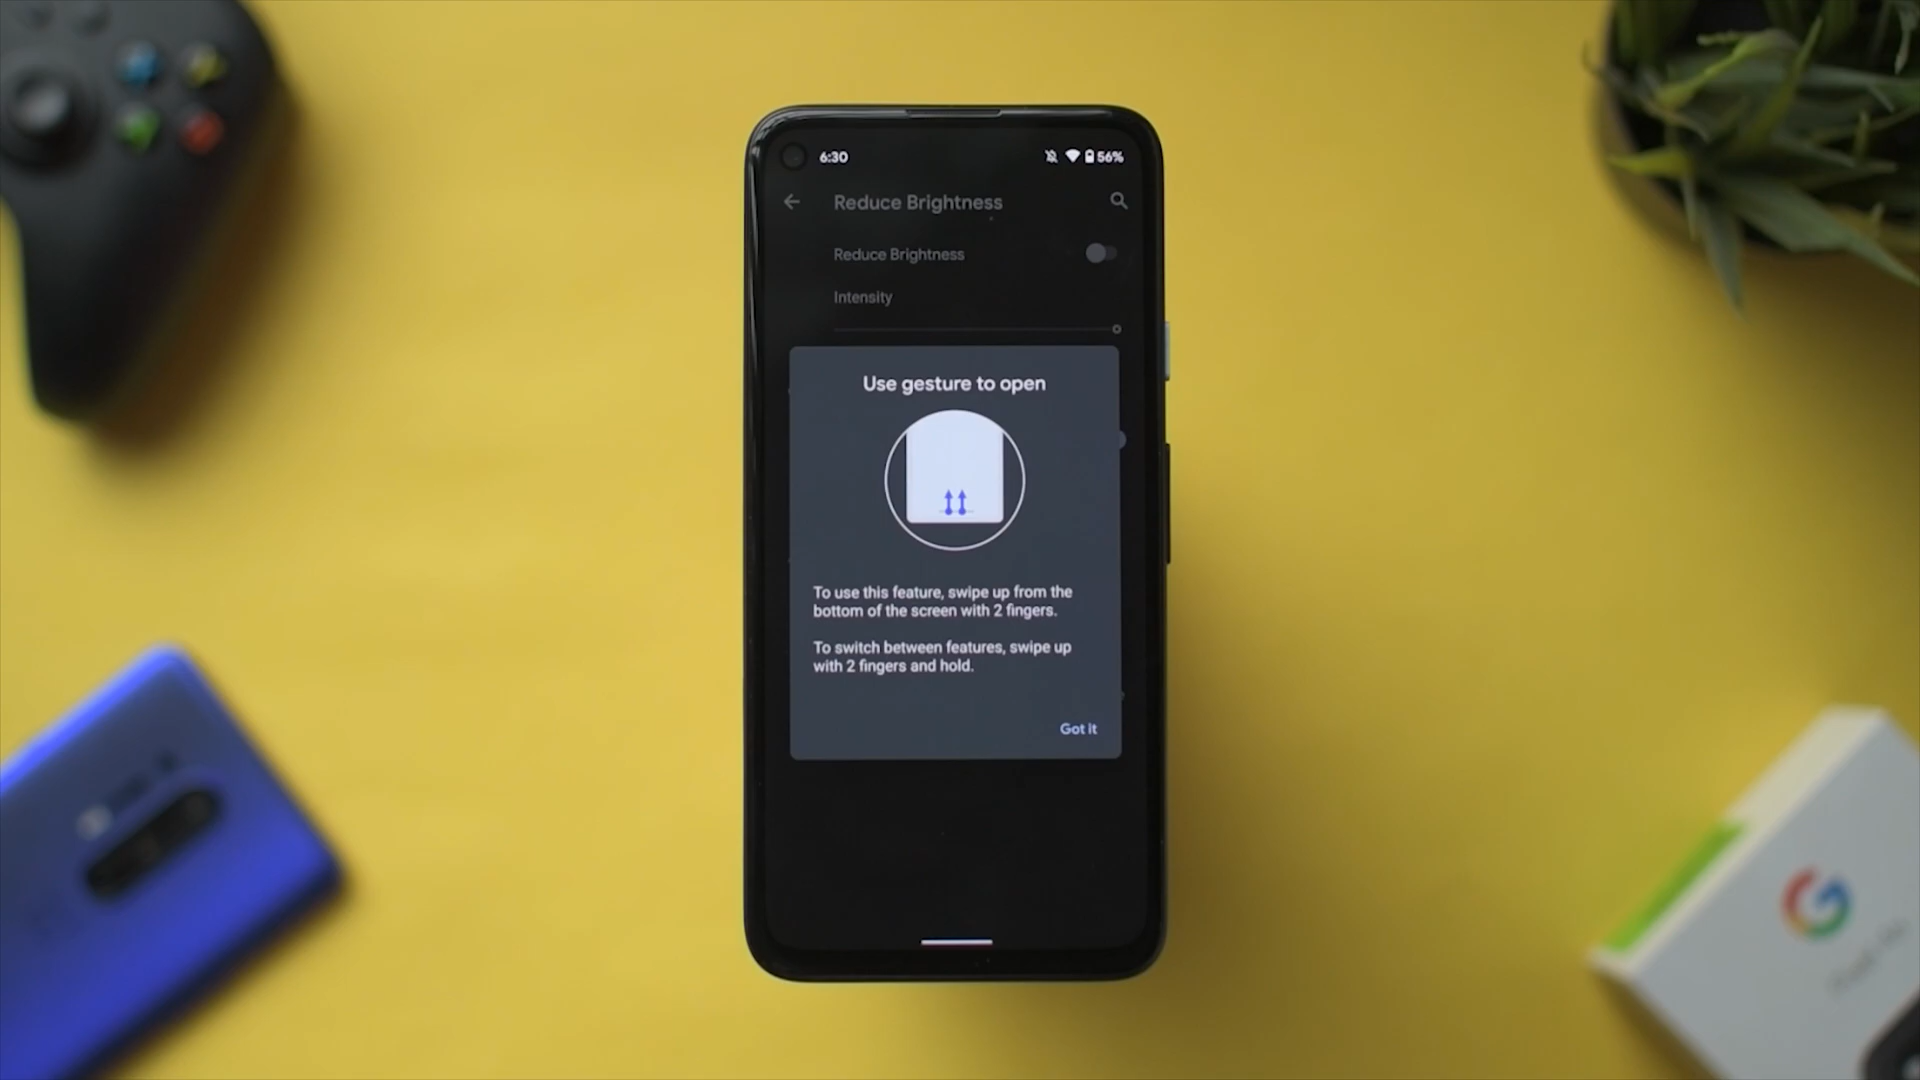 6:30
56%
Reduce Brightness
Reduce Brightness
Intensity
Use gesture to open
To use this feature, swipe up from the
bottom of the screen with 2 fingers.
To switch between features, swipe up
with 2 fingers and hold.
Got it
G